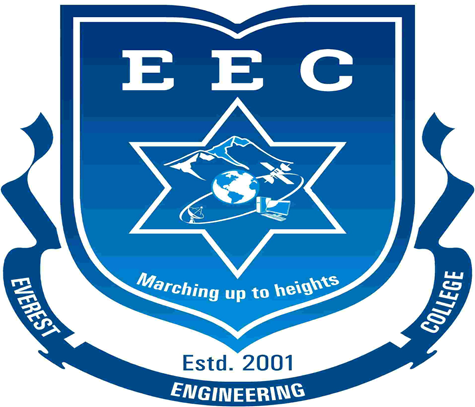 EEC
Marching up to heights
Estd. 2001
EVEREST ENGINEERING COLLEGE